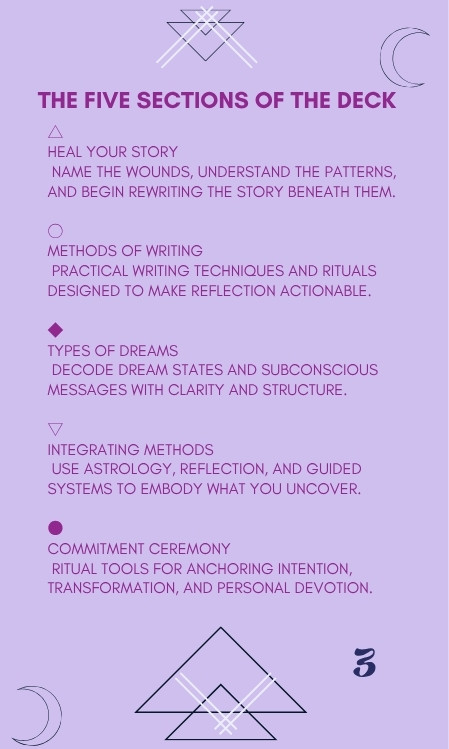 THE FIVE SECTIONS OF THE DECK
△
HEAL YOUR STORY
NAME THE WOUNDS, UNDERSTAND THE PATTERNS,
AND BEGIN REWRITING THE STORY BENEATH THEM.
○
METHODS OF WRITING
PRACTICAL WRITING TECHNIQUES AND RITUALS
DESIGNED TO MAKE REFLECTION ACTIONABLE.
◆
TYPES OF DREAMS
DECODE DREAM STATES AND SUBCONSCIOUS
MESSAGES WITH CLARITY AND STRUCTURE.
▽
INTEGRATING METHODS
USE ASTROLOGY, REFLECTION, AND GUIDED
SYSTEMS TO EMBODY WHAT YOU UNCOVER.
●
COMMITMENT CEREMONY
RITUAL TOOLS FOR ANCHORING INTENTION,
TRANSFORMATION, AND PERSONAL DEVOTION.
3